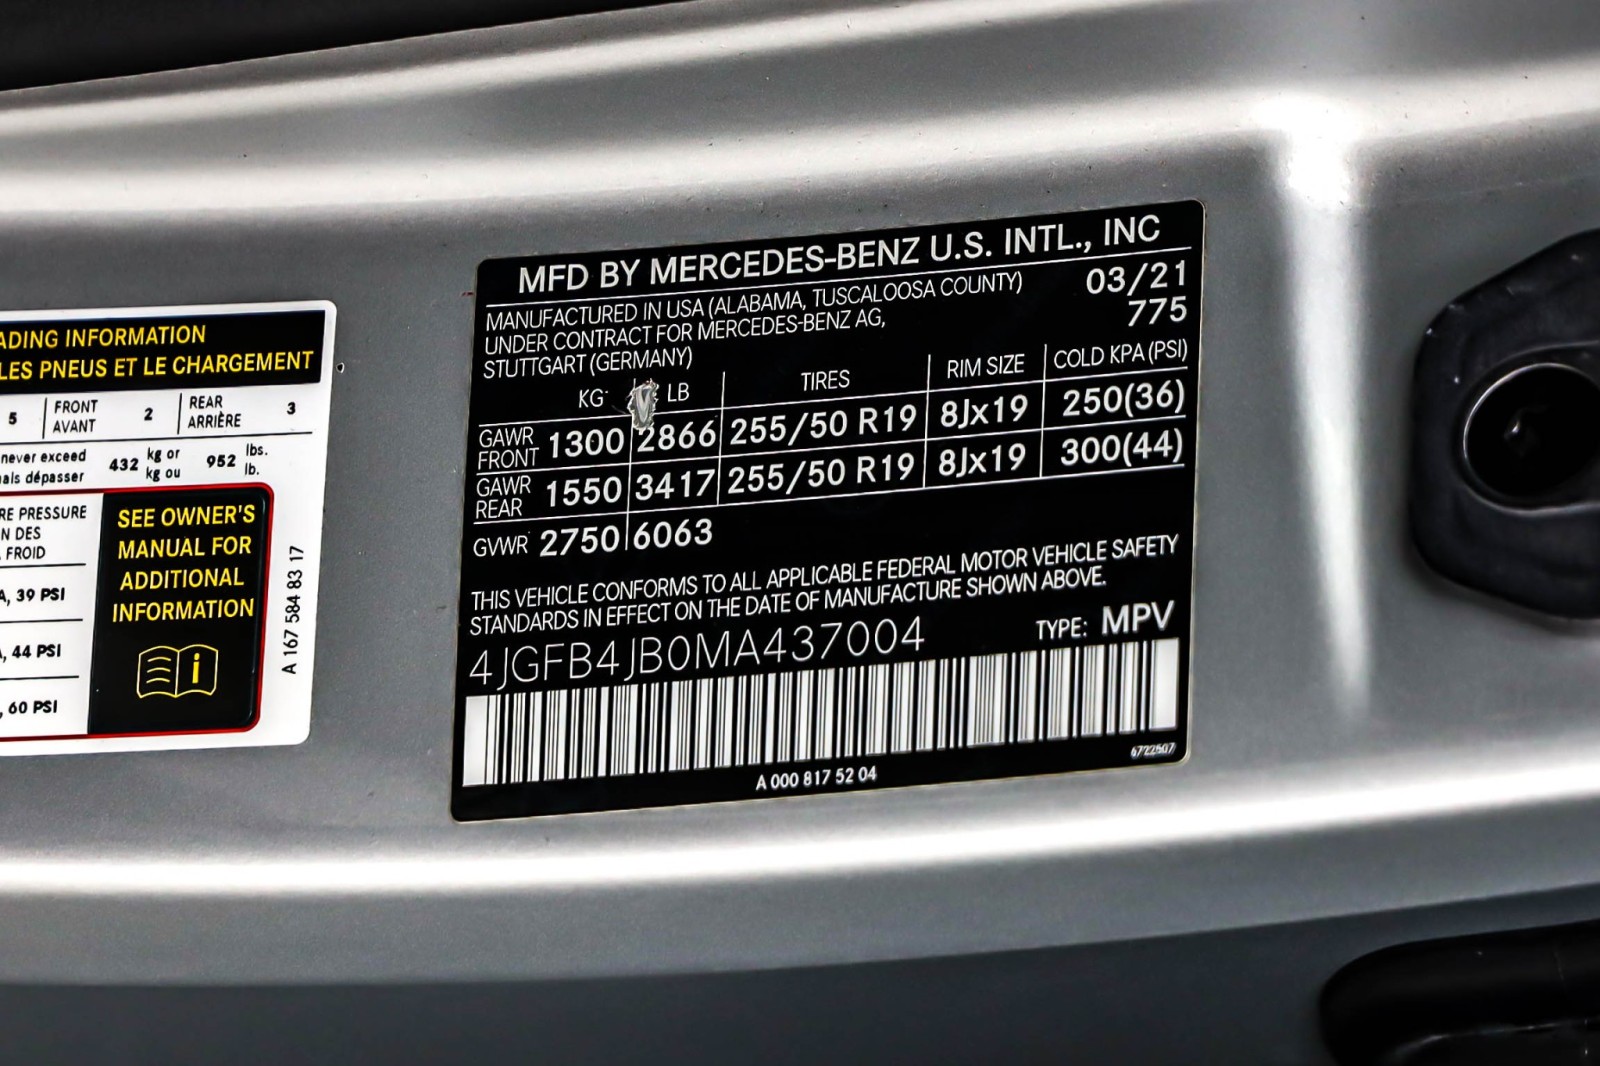 ADING INFORMATION
LES PNEUS ET LE CHARGEMENT
5 FRONT AVANT 2 REAR ARRIÈRE 3
never exceed 432 kg or 952 lbs.
ais dépasser kg ou lb.
RE PRESSURE
N DES
FROID
A, 39 PSI
, 44 PSI
, 60 PSI
SEE OWNER'S
MANUAL FOR
ADDITIONAL
INFORMATION
i
A 167 584 83 17
MFD BY MERCEDES-BENZ U.S. INTL., INC
MANUFACTURED IN USA (ALABAMA, TUSCALOOSA COUNTY) 03/21
UNDER CONTRACT FOR MERCEDES-BENZ AG, 775
STUTTGART (GERMANY)
KG LB TIRES RIM SIZE COLD KPA (PSI)
GAWR FRONT 1300 2866 255/50 R19 8Jx19 250(36)
GAWR REAR 1550 3417 255/50 R19 8Jx19 300(44)
GVWR 2750 6063
THIS VEHICLE CONFORMS TO ALL APPLICABLE FEDERAL MOTOR VEHICLE SAFETY
STANDARDS IN EFFECT ON THE DATE OF MANUFACTURE SHOWN ABOVE.
4JGFB4JB0MA437004 TYPE: MPV
6722507
A 000 817 52 04